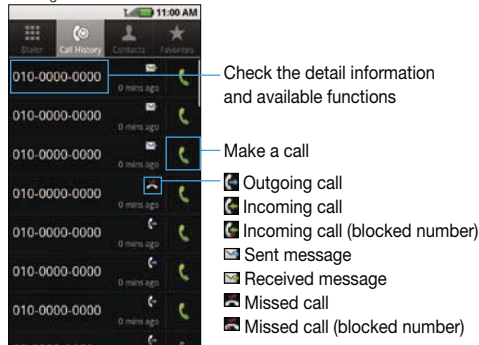 11:00 AM
Dialer Call History Contacts Favorites
010-0000-0000
0 mins ago
010-0000-0000
0 mins ago
010-0000-0000
0 mins ago
010-0000-0000
0 mins ago
010-0000-0000
0 mins ago
010-0000-0000
0 mins ago
010-0000-0000
0 mins ago
Check the detail information
and available functions
Make a call
Outgoing call
Incoming call
Incoming call (blocked number)
Sent message
Received message
Missed call
Missed call (blocked number)